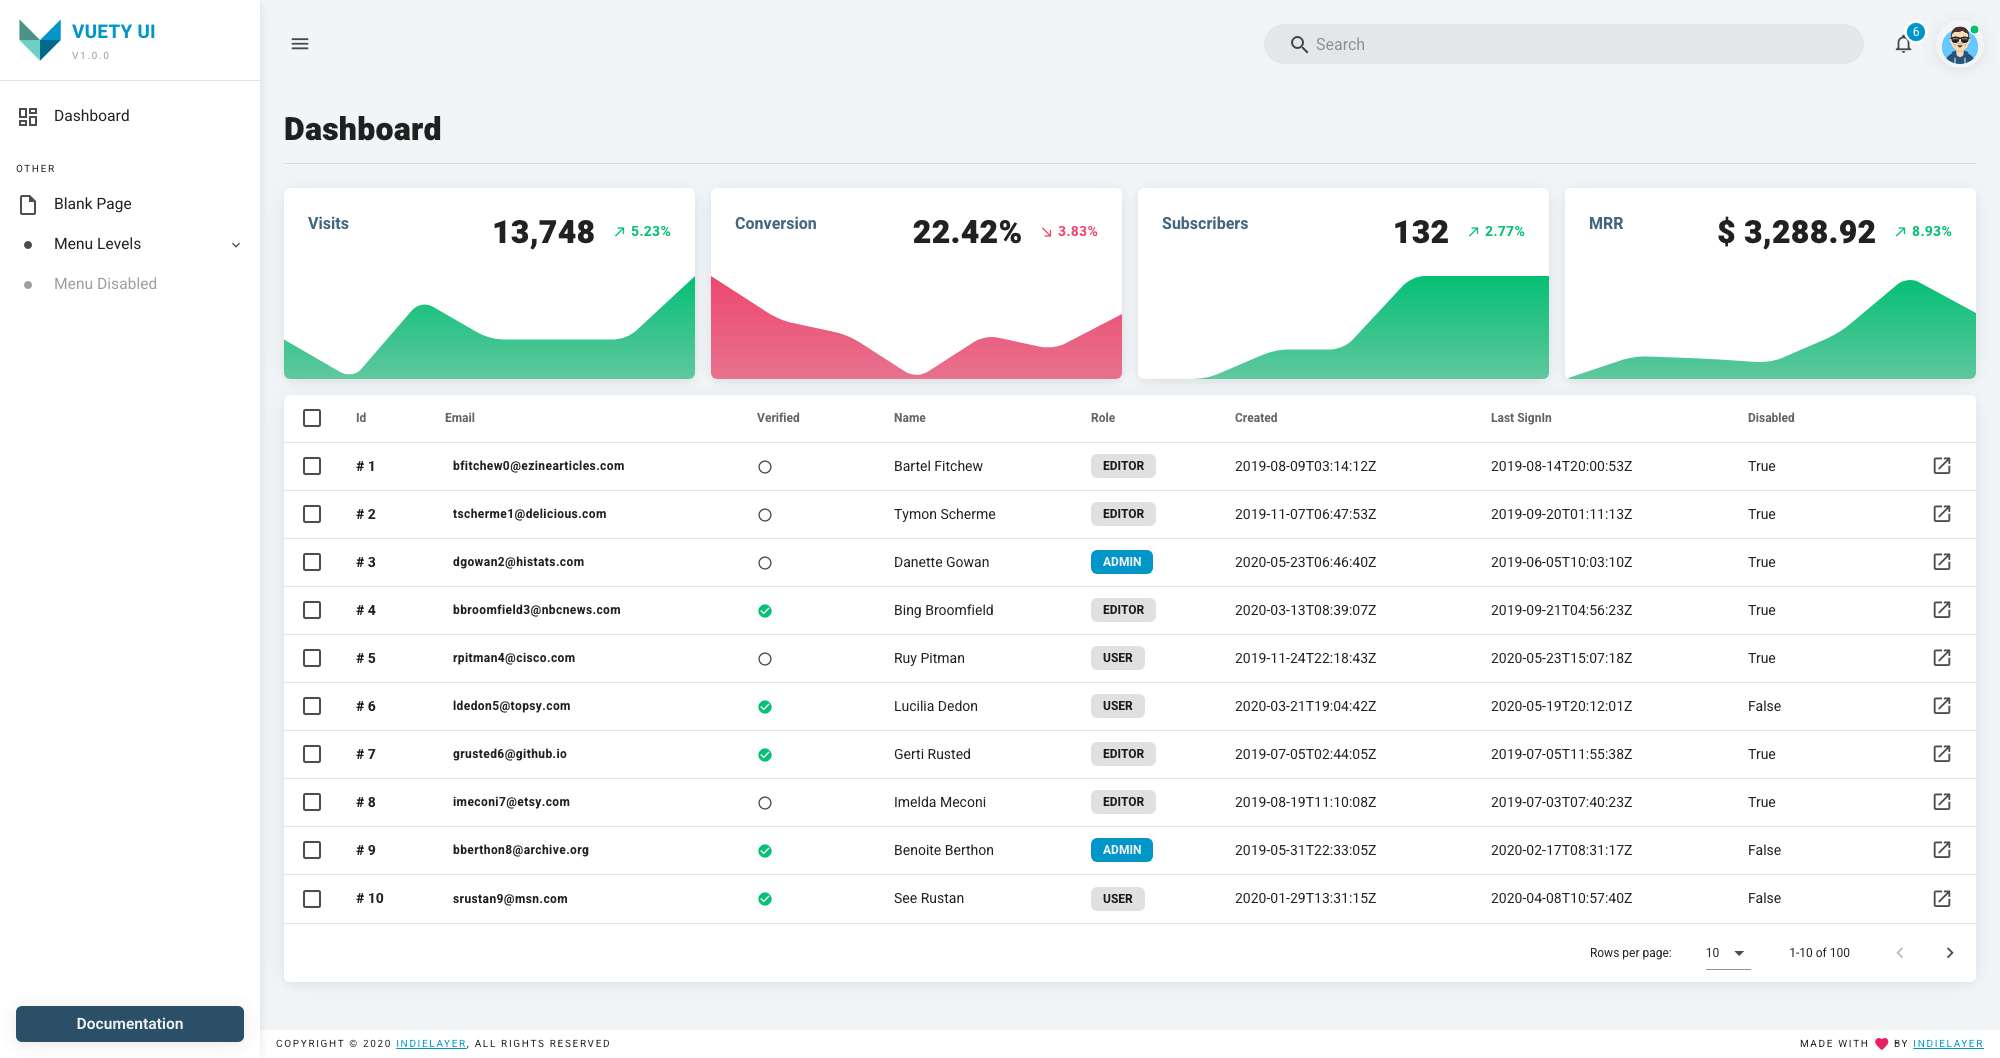 VUETY UI
V1.0.0
Search
6
Dashboard
OTHER
Blank Page
Menu Levels
Menu Disabled
Documentation
Dashboard
Visits 13,748 5.23%
Conversion 22.42% 3.83%
Subscribers 132 2.77%
MRR $ 3,288.92 8.93%
Id Email Verified Name Role Created Last SignIn Disabled
# 1 bfitchew0@ezinearticles.com Bartel Fitchew EDITOR 2019-08-09T03:14:12Z 2019-08-14T20:00:53Z True
# 2 tscherme1@delicious.com Tymon Scherme EDITOR 2019-11-07T06:47:53Z 2019-09-20T01:11:13Z True
# 3 dgowan2@histats.com Danette Gowan ADMIN 2020-05-23T06:46:40Z 2019-06-05T10:03:10Z True
# 4 bbroomfield3@nbcnews.com Bing Broomfield EDITOR 2020-03-13T08:39:07Z 2019-09-21T04:56:23Z True
# 5 rpitman4@cisco.com Ruy Pitman USER 2019-11-24T22:18:43Z 2020-05-23T15:07:18Z True
# 6 ldedon5@topsy.com Lucilia Dedon USER 2020-03-21T19:04:42Z 2020-05-19T20:12:01Z False
# 7 grusted6@github.io Gerti Rusted EDITOR 2019-07-05T02:44:05Z 2019-07-05T11:55:38Z True
# 8 imeconi7@etsy.com Imelda Meconi EDITOR 2019-08-19T11:10:08Z 2019-07-03T07:40:23Z True
# 9 bberthon8@archive.org Benoite Berthon ADMIN 2019-05-31T22:33:05Z 2020-02-17T08:31:17Z False
# 10 srustan9@msn.com See Rustan USER 2020-01-29T13:31:15Z 2020-04-08T10:57:40Z False
Rows per page: 10 1-10 of 100
COPYRIGHT © 2020 INDIELAYER, ALL RIGHTS RESERVED
MADE WITH ♥ BY INDIELAYER